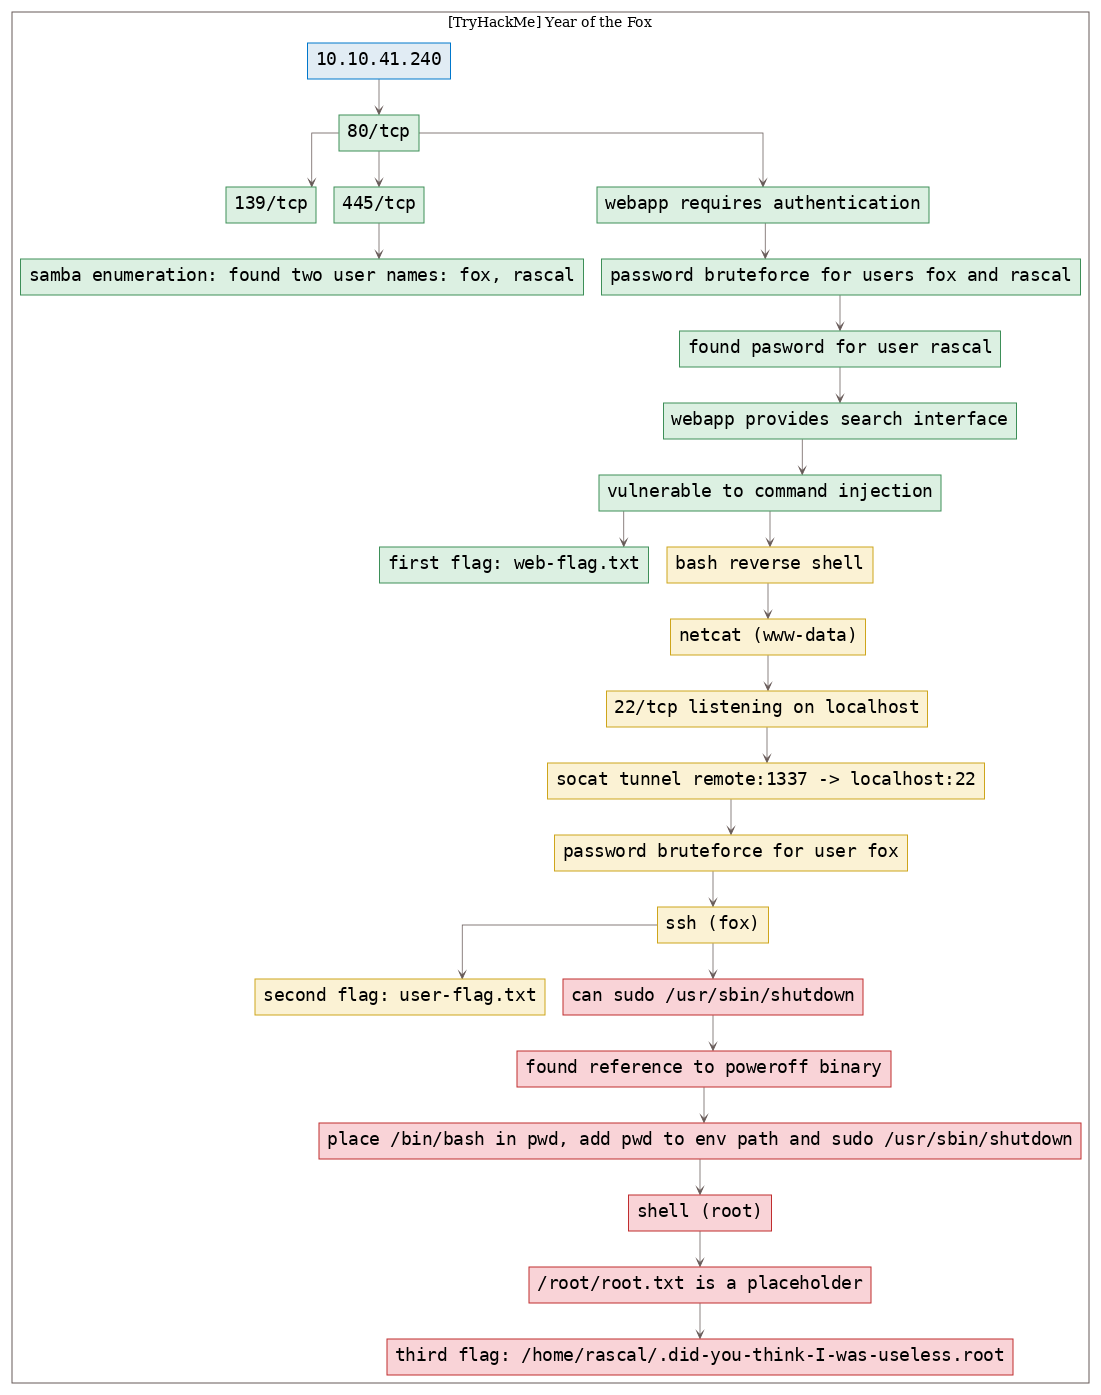 [TryHackMe] Year of the Fox
10.10.41.240
80/tcp
139/tcp
445/tcp
webapp requires authentication
samba enumeration: found two user names: fox, rascal
password bruteforce for users fox and rascal
found pasword for user rascal
webapp provides search interface
vulnerable to command injection
first flag: web-flag.txt
bash reverse shell
netcat (www-data)
22/tcp listening on localhost
socat tunnel remote:1337 -> localhost:22
password bruteforce for user fox
ssh (fox)
second flag: user-flag.txt
can sudo /usr/sbin/shutdown
found reference to poweroff binary
place /bin/bash in pwd, add pwd to env path and sudo /usr/sbin/shutdown
shell (root)
/root/root.txt is a placeholder
third flag: /home/rascal/.did-you-think-I-was-useless.root